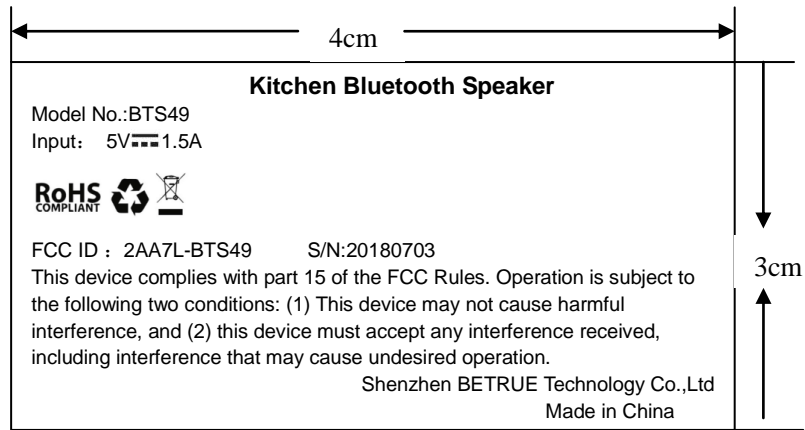 4cm
Kitchen Bluetooth Speaker
Model No.:BTS49
Input： 5V⎓1.5A
RoHS
COMPLIANT
FCC ID ：2AA7L-BTS49 S/N:20180703
This device complies with part 15 of the FCC Rules. Operation is subject to
the following two conditions: (1) This device may not cause harmful
interference, and (2) this device must accept any interference received,
including interference that may cause undesired operation.
3cm
Shenzhen BETRUE Technology Co.,Ltd
Made in China